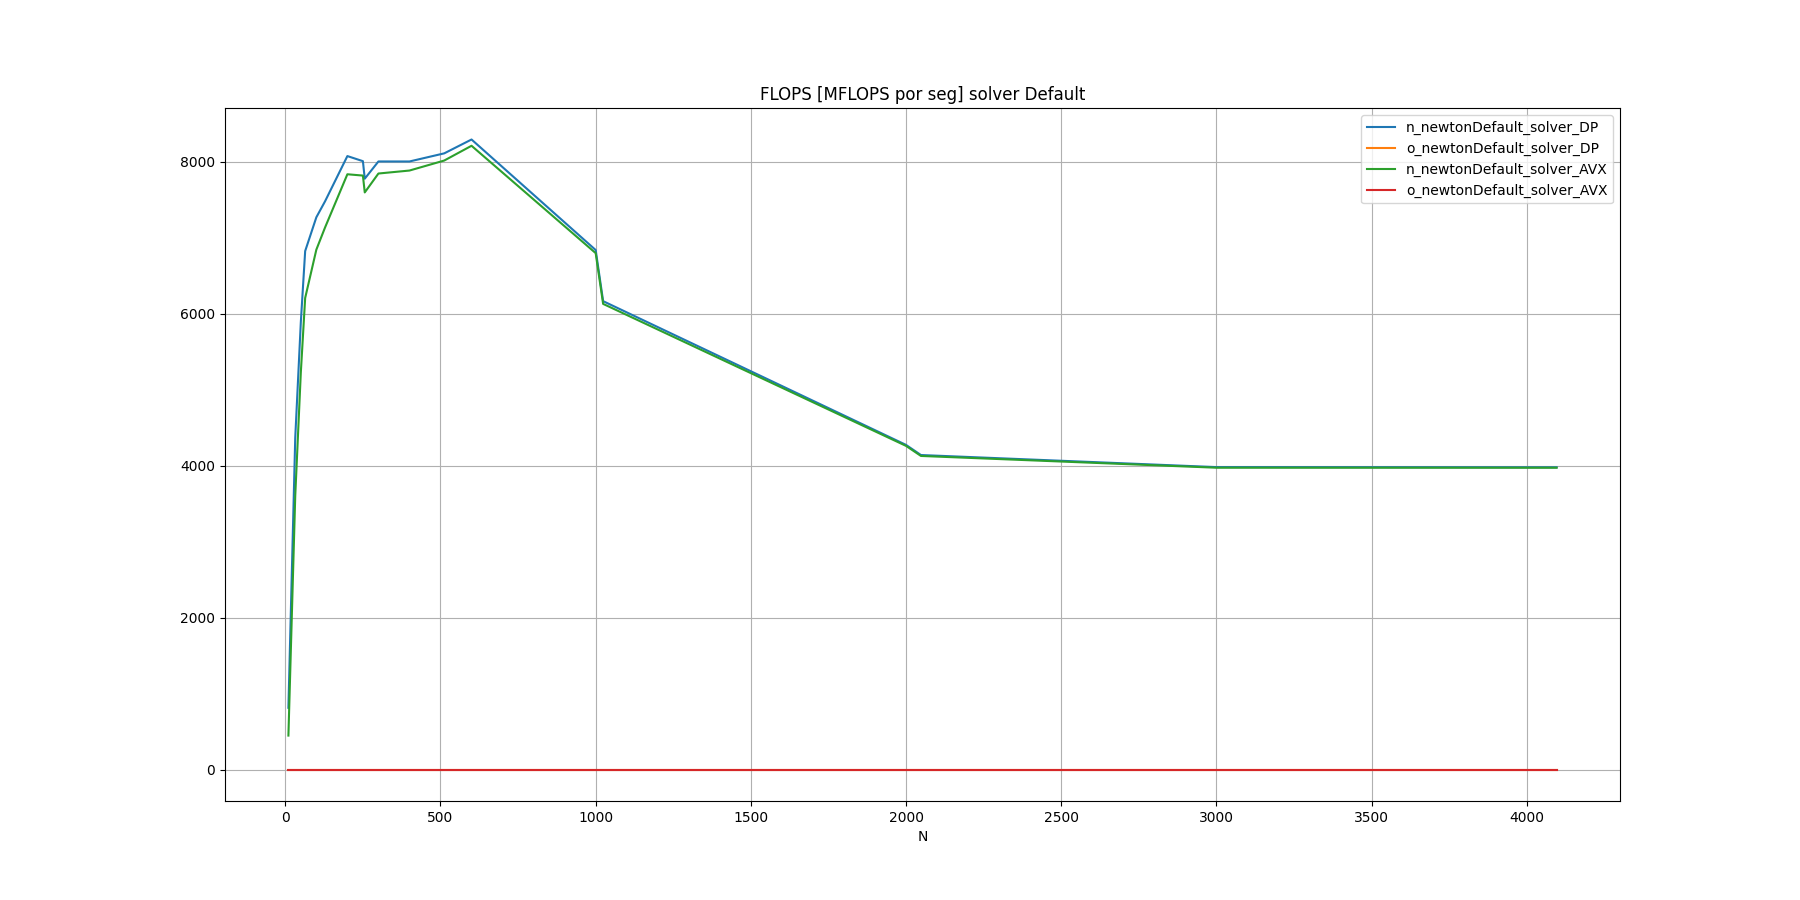 FLOPS [MFLOPS por seg] solver Default
n_newtonDefault_solver_DP
o_newtonDefault_solver_DP
n_newtonDefault_solver_AVX
o_newtonDefault_solver_AVX
8000
6000
4000
2000
0
0 500 1000 1500 2000 2500 3000 3500 4000
N